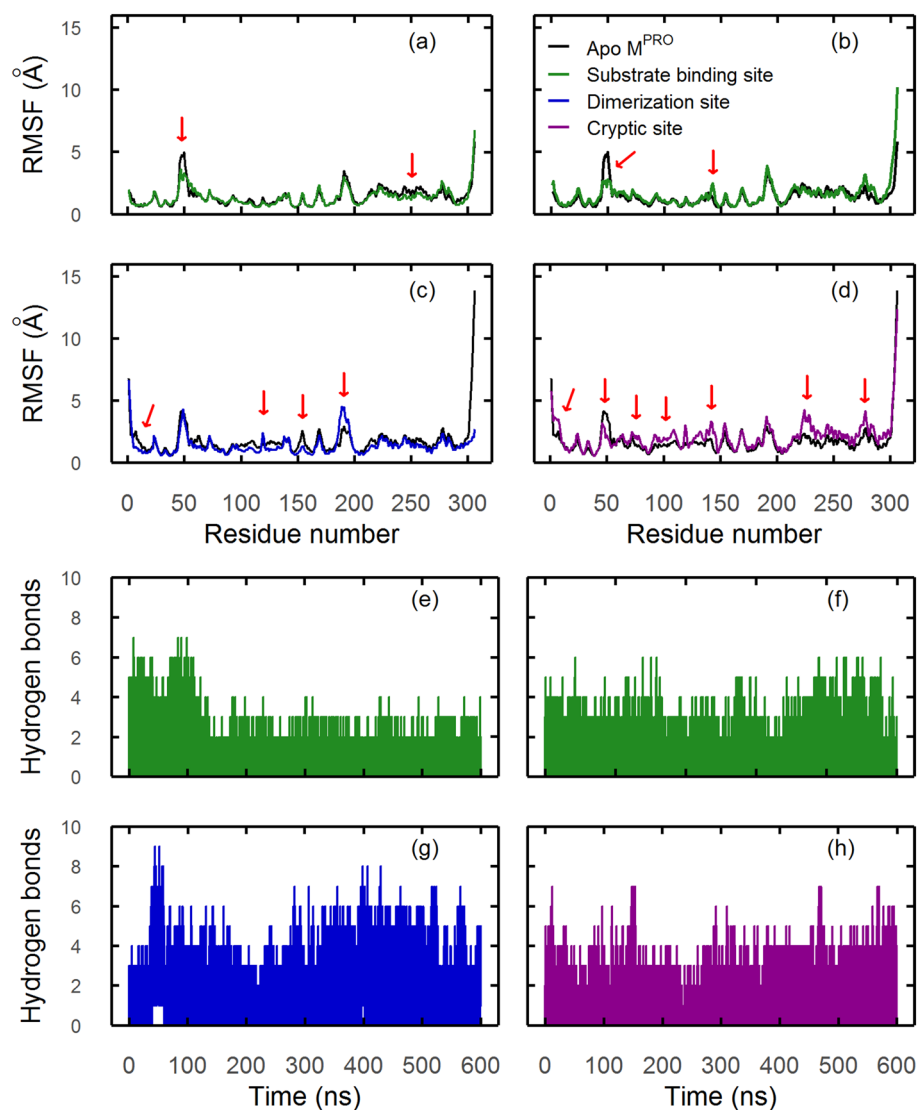 RMSF (Å)
15
10
5
0
(a)
(b)
Apo M^PRO
Substrate binding site
Dimerization site
Cryptic site
RMSF (Å)
15
10
5
0
(c)
(d)
0 50 100 150 200 250 300
0 50 100 150 200 250 300
Residue number
Residue number
Hydrogen bonds
10
8
6
4
2
0
(e)
(f)
Hydrogen bonds
10
8
6
4
2
0
(g)
(h)
0 100 200 300 400 500 600
0 100 200 300 400 500 600
Time (ns)
Time (ns)